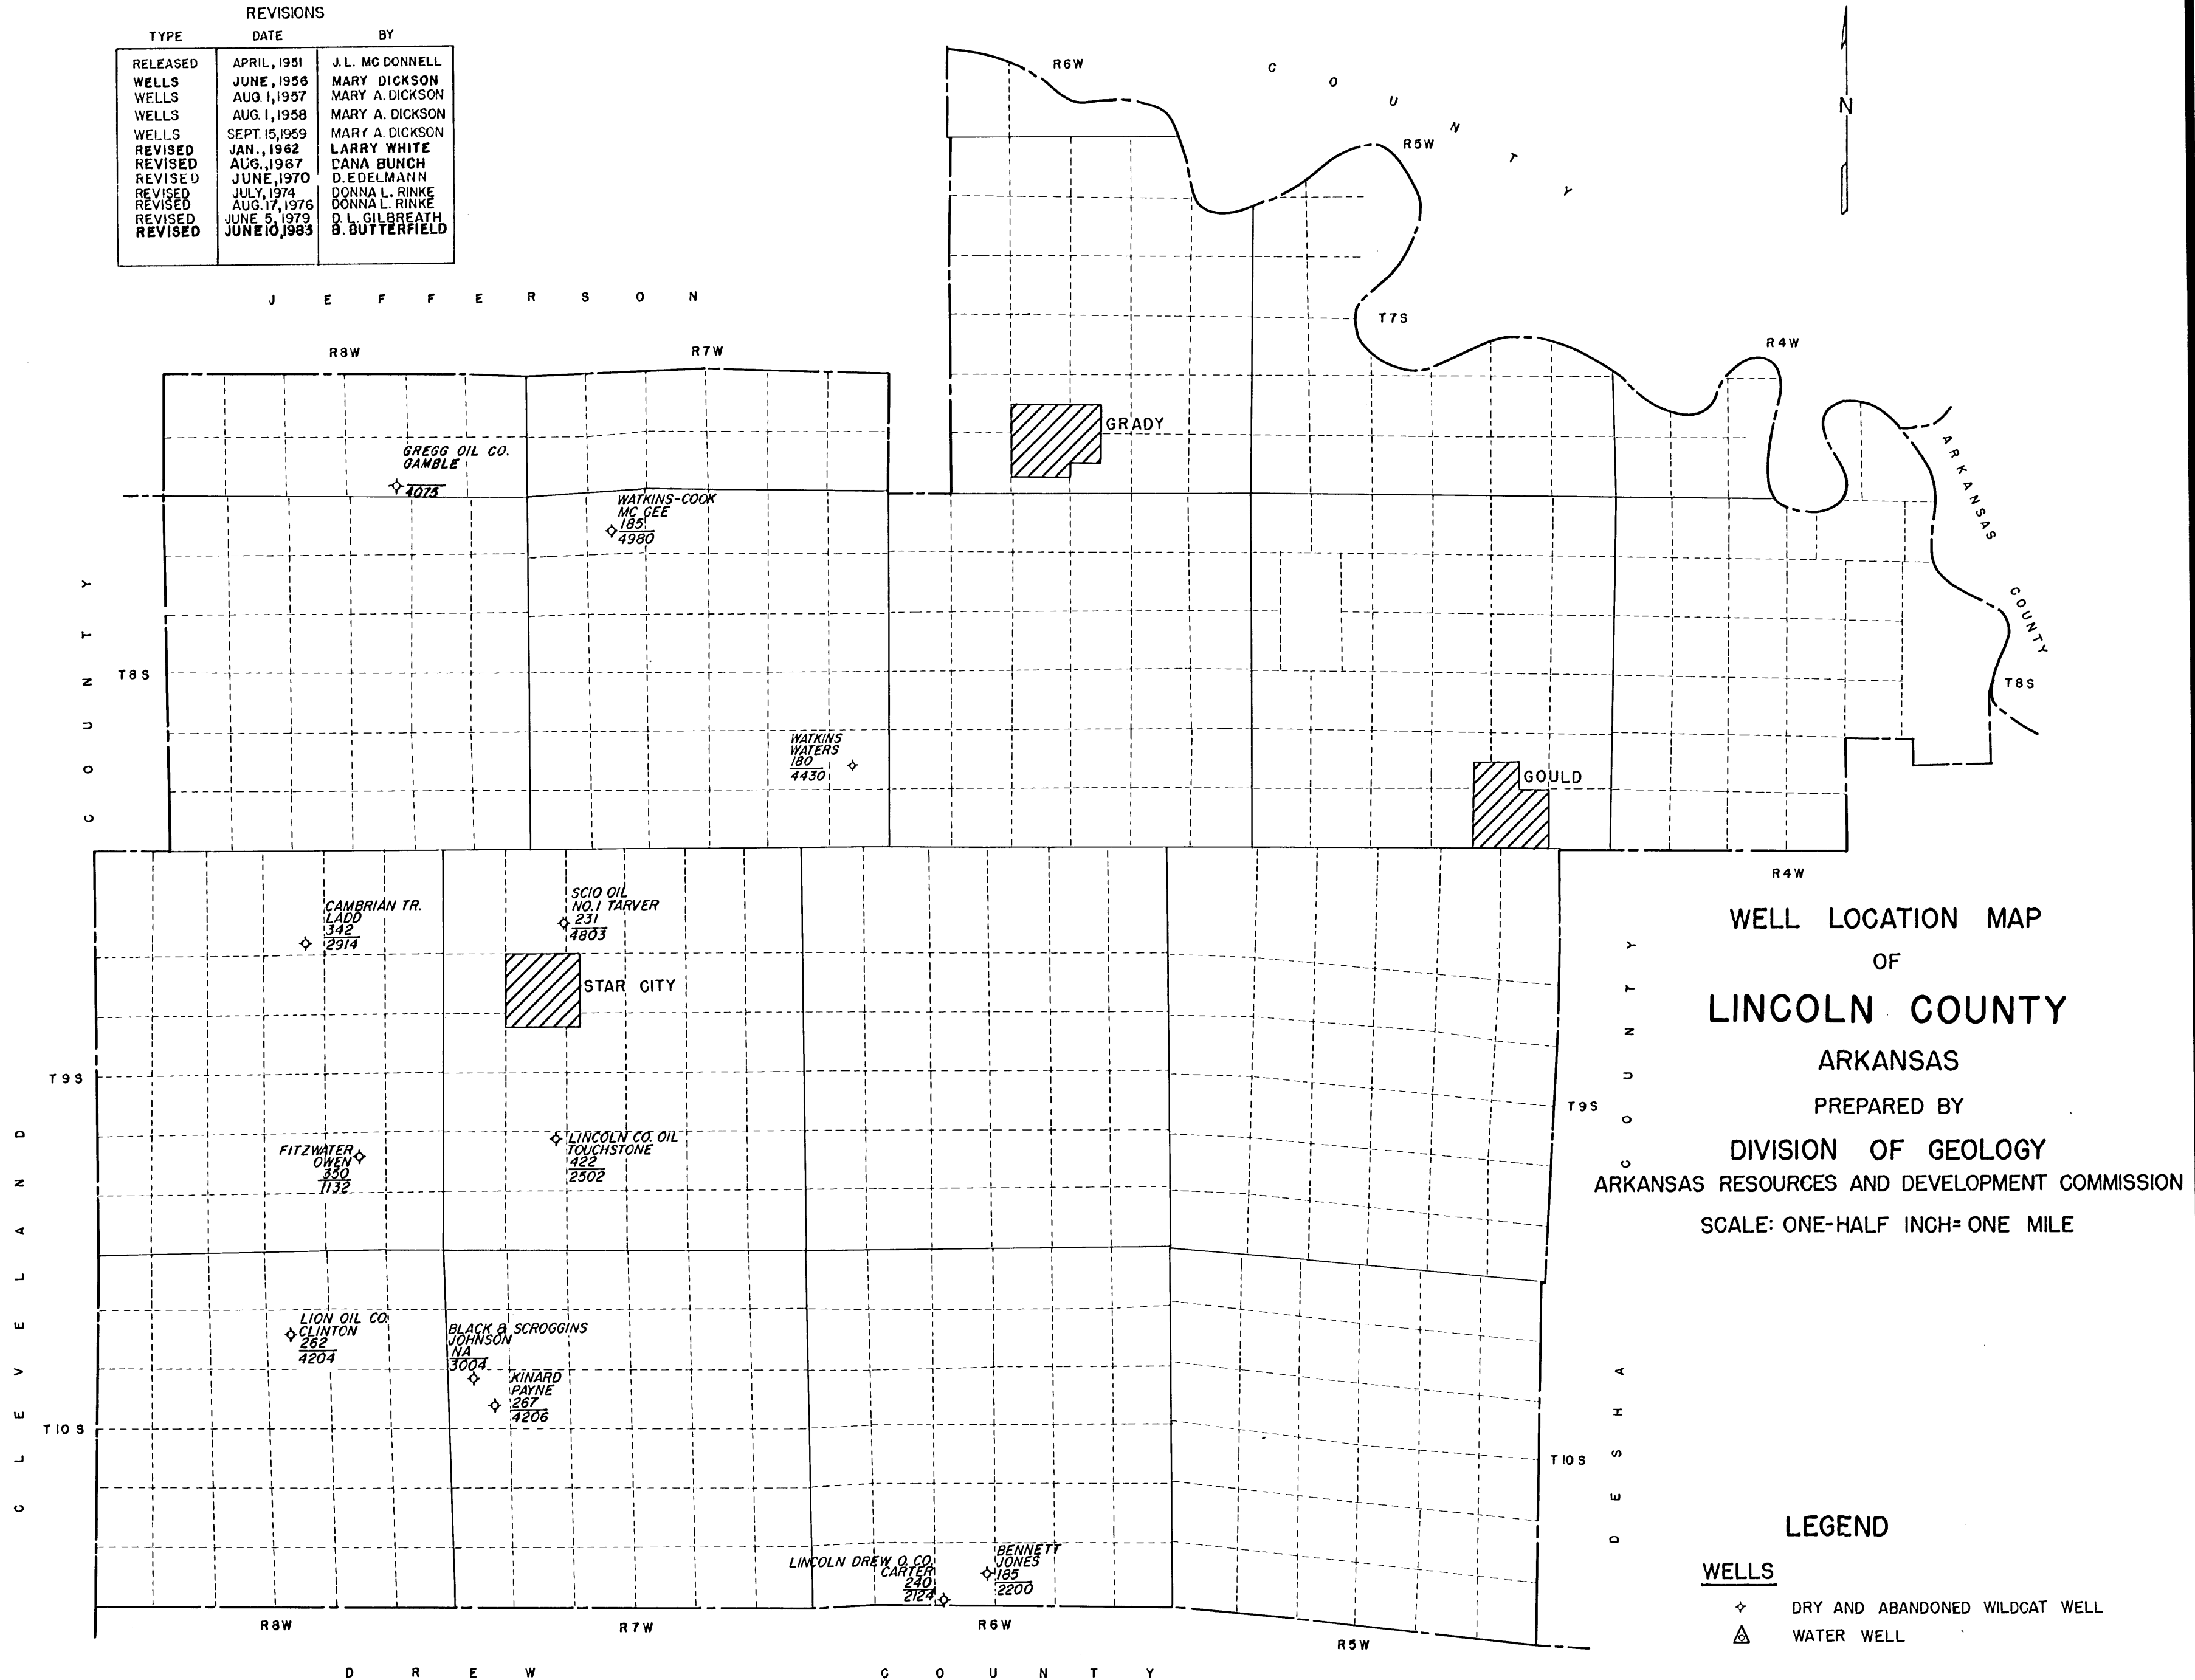 REVISIONS
TYPE DATE BY
RELEASED APRIL, 1951 J. L. MC DONNELL
WELLS JUNE, 1956 MARY DICKSON
WELLS AUG. 1, 1957 MARY A. DICKSON
WELLS AUG. 1, 1958 MARY A. DICKSON
WELLS SEPT. 15, 1959 MARY A. DICKSON
REVISED JAN., 1962 LARRY WHITE
REVISED AUG., 1967 DANA BUNCH
REVISED JUNE, 1970 D. EDELMANN
REVISED JULY, 1974 DONNA L. RINKE
REVISED AUG. 17, 1976 DONNA L. RINKE
REVISED JUNE 5, 1979 D. L. GILBREATH
REVISED JUNE 10, 1983 B. BUTTERFIELD
N
JEFFERSON
COUNTY
R6W
R5W
T7S
R4W
R8W
R7W
GRADY
ARKANSAS
COUNTY
GREGG OIL CO.
GAMBLE
4075
WATKINS-COOK
MC GEE
185
4980
COUNTY
T8S
T8S
WATKINS
WATERS
180
4430
GOULD
R4W
CAMBRIAN TR.
LADD
342
2914
SCIO OIL
NO. 1 TARVER
231
4803
STAR CITY
T9S
T9S
FITZWATER
OWEN
350
1132
LINCOLN CO. OIL
TOUCHSTONE
422
2502
CLEVELAND
LION OIL CO.
CLINTON
262
4204
BLACK & SCROGGINS
JOHNSON
NA
3004
KINARD
PAYNE
267
4206
T10S
T10S
LINCOLN DREW O. CO.
CARTER
240
2124
BENNETT
JONES
185
2200
R8W
R7W
R6W
R5W
DREW COUNTY
COUNTY
DESHA
WELL LOCATION MAP
OF
LINCOLN COUNTY
ARKANSAS
PREPARED BY
DIVISION OF GEOLOGY
ARKANSAS RESOURCES AND DEVELOPMENT COMMISSION
SCALE: ONE-HALF INCH= ONE MILE
LEGEND
WELLS
DRY AND ABANDONED WILDCAT WELL
WATER WELL